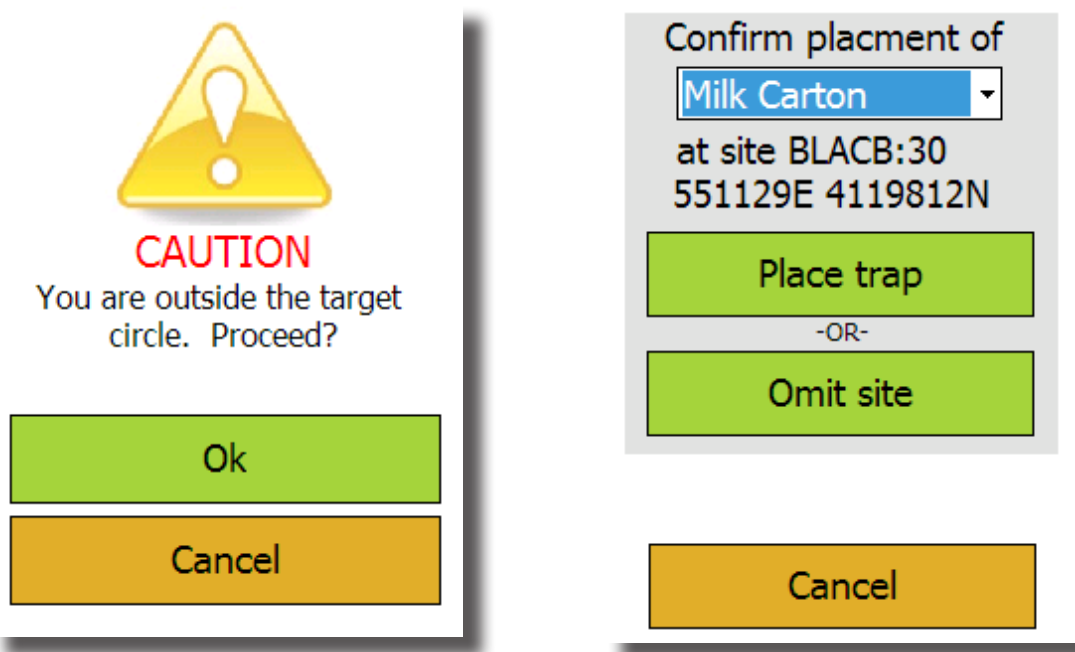 CAUTION
You are outside the target
circle. Proceed?
Ok
Cancel
Confirm placment of
Milk Carton
at site BLACB:30
551129E 4119812N
Place trap
-OR-
Omit site
Cancel